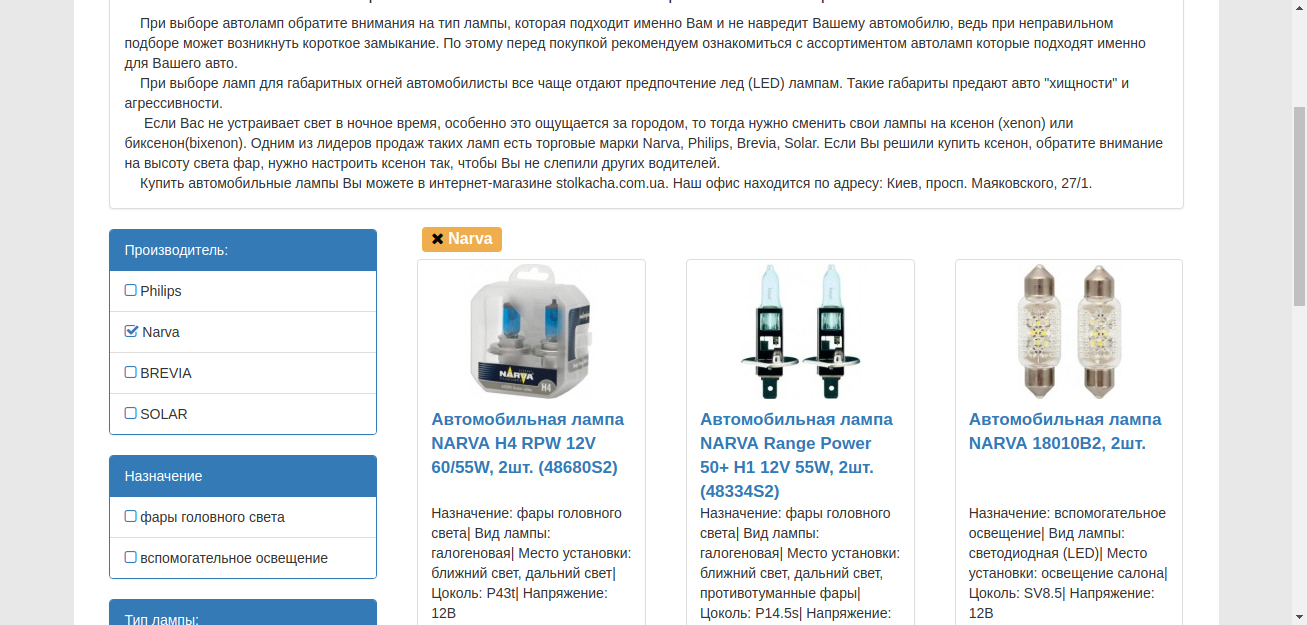 При выборе автоламп обратите внимания на тип лампы, которая подходит именно Вам и не навредит Вашему автомобилю, ведь при неправильном
подборе может возникнуть короткое замыкание. По этому перед покупкой рекомендуем ознакомиться с ассортиментом автоламп которые подходят именно
для Вашего авто.
При выборе ламп для габаритных огней автомобилисты все чаще отдают предпочтение лед (LED) лампам. Такие габариты предают авто "хищности" и
агрессивности.
Если Вас не устраивает свет в ночное время, особенно это ощущается за городом, то тогда нужно сменить свои лампы на ксенон (xenon) или
биксенон(bixenon). Одним из лидеров продаж таких ламп есть торговые марки Narva, Philips, Brevia, Solar. Если Вы решили купить ксенон, обратите внимание
на высоту света фар, нужно настроить ксенон так, чтобы Вы не слепили других водителей.
Купить автомобильные лампы Вы можете в интернет-магазине stolkacha.com.ua. Наш офис находится по адресу: Киев, просп. Маяковского, 27/1.
Производитель:
Philips
Narva
BREVIA
SOLAR
Назначение
фары головного света
вспомогательное освещение
Тип лампы:
Narva
NARVA
H4
Автомобильная лампа
NARVA H4 RPW 12V
60/55W, 2шт. (48680S2)
Назначение: фары головного
света| Вид лампы:
галогеновая| Место установки:
ближний свет, дальний свет|
Цоколь: P43t| Напряжение:
12В
Автомобильная лампа
NARVA Range Power
50+ H1 12V 55W, 2шт.
(48334S2)
Назначение: фары головного
света| Вид лампы:
галогеновая| Место установки:
ближний свет, дальний свет,
противотуманные фары|
Цоколь: P14.5s| Напряжение:
Автомобильная лампа
NARVA 18010B2, 2шт.
Назначение: вспомогательное
освещение| Вид лампы:
светодиодная (LED)| Место
установки: освещение салона|
Цоколь: SV8.5| Напряжение:
12В